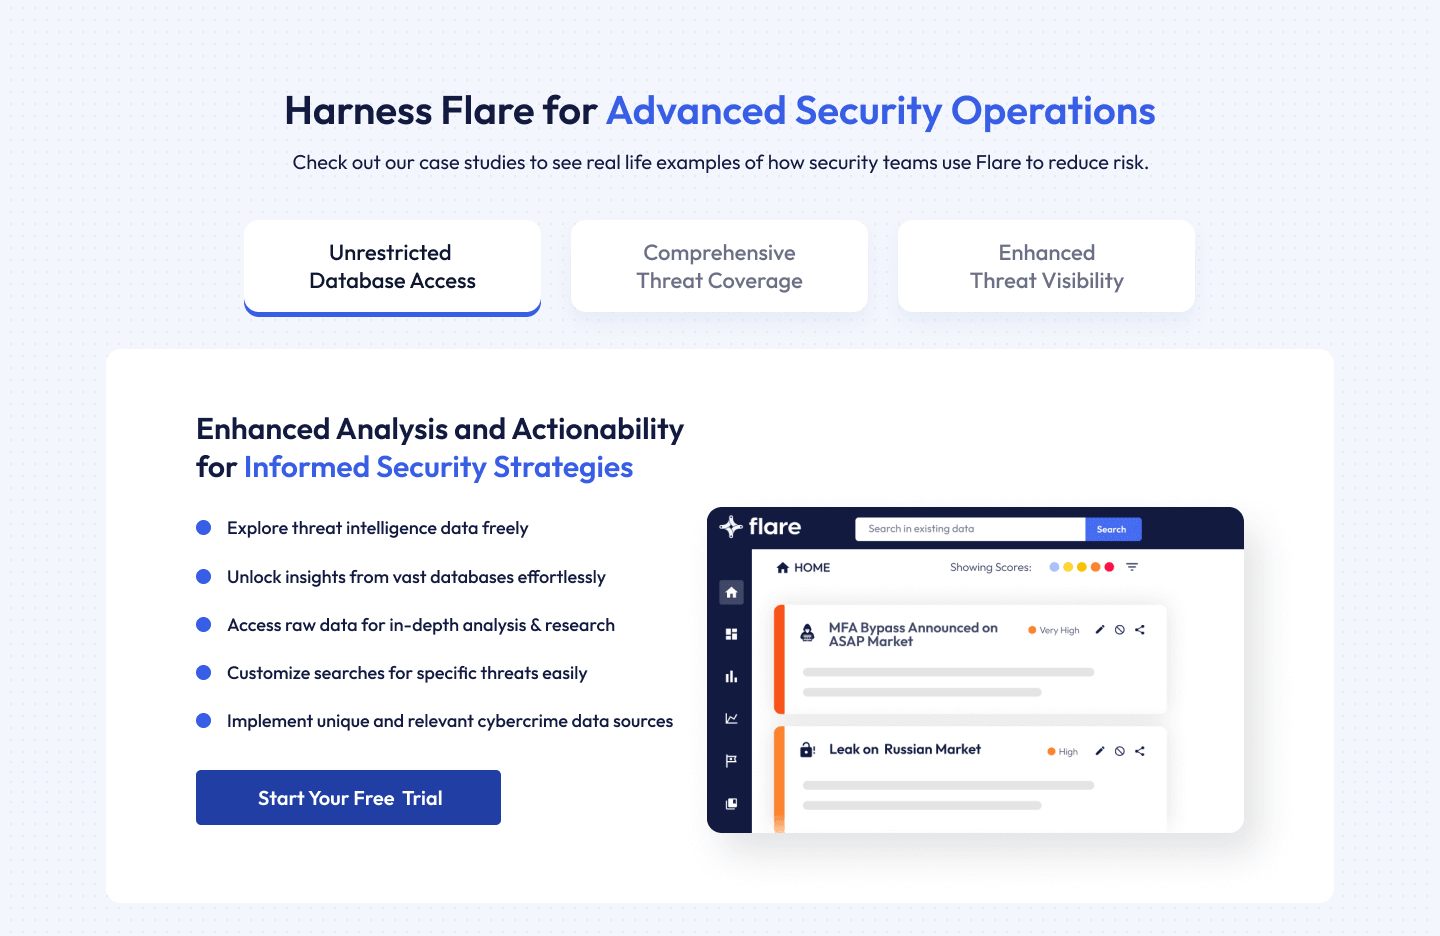 Harness Flare for Advanced Security Operations
Check out our case studies to see real life examples of how security teams use Flare to reduce risk.
Unrestricted
Database Access
Comprehensive
Threat Coverage
Enhanced
Threat Visibility
Enhanced Analysis and Actionability
for Informed Security Strategies
Explore threat intelligence data freely
Unlock insights from vast databases effortlessly
Access raw data for in-depth analysis & research
Customize searches for specific threats easily
Implement unique and relevant cybercrime data sources
Start Your Free Trial
flare
Search in existing data
Search
HOME
Showing Scores:
MFA Bypass Announced on
ASAP Market
Very High
Leak on Russian Market
High